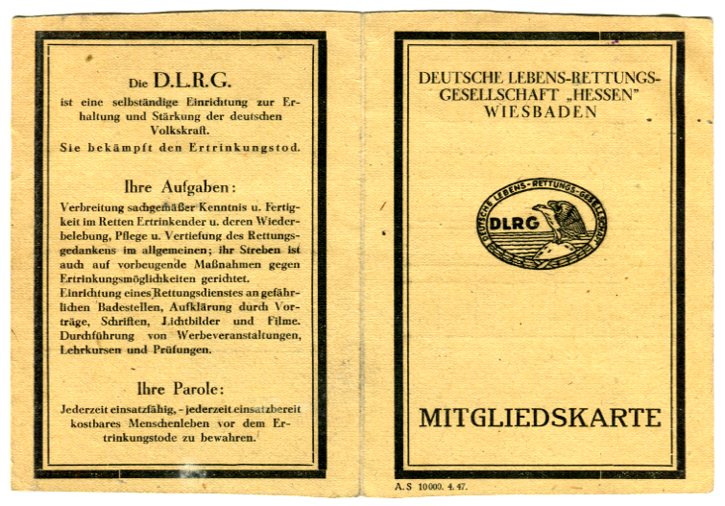 Die D.L.R.G.
ist eine selbständige Einrichtung zur Er-
haltung und Stärkung der deutschen
Volkskraft.
Sie bekämpft den Ertrinkungstod.
Ihre Aufgaben:
Verbreitung sachgemäßer Kenntnis u. Fertig-
keit im Retten Ertrinkender u. deren Wieder-
belebung, Pflege u. Vertiefung des Rettungs-
gedankens im allgemeinen; ihr Streben ist
auch auf vorbeugende Maßnahmen gegen
Ertrinkungsmöglichkeiten gerichtet.
Einrichtung eines Rettungsdienstes an gefähr-
lichen Badestellen, Aufklärung durch Vor-
träge, Schriften, Lichtbilder und Filme.
Durchführung von Werbeveranstaltungen,
Lehrkursen und Prüfungen.
Ihre Parole:
Jederzeit einsatzfähig, - jederzeit einsatzbereit
kostbares Menschenleben vor dem Er-
trinkungstode zu bewahren.
DEUTSCHE LEBENS-RETTUNGS-
GESELLSCHAFT „HESSEN"
WIESBADEN
DEUTSCHE LEBENS-RETTUNGS-GESELLSCHAFT
DLRG
MITGLIEDSKARTE
A. S 10 000. 4. 47.